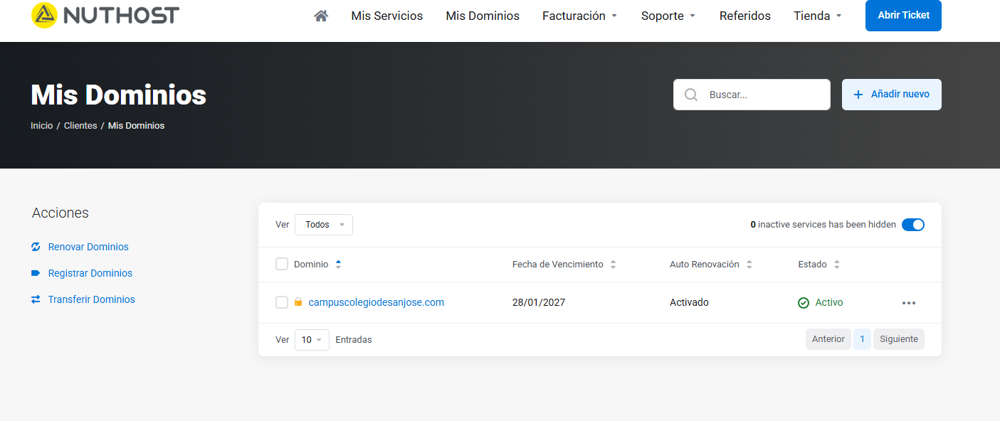 NUTHOST
Mis Servicios Mis Dominios Facturación Soporte Referidos Tienda Abrir Ticket
Mis Dominios
Buscar... + Añadir nuevo
Inicio / Clientes / Mis Dominios
Acciones
Renovar Dominios
Registrar Dominios
Transferir Dominios
Ver Todos 0 inactive services has been hidden
Dominio Fecha de Vencimiento Auto Renovación Estado
campuscolegiodesanjose.com 28/01/2027 Activado Activo
Ver 10 Entradas Anterior 1 Siguiente